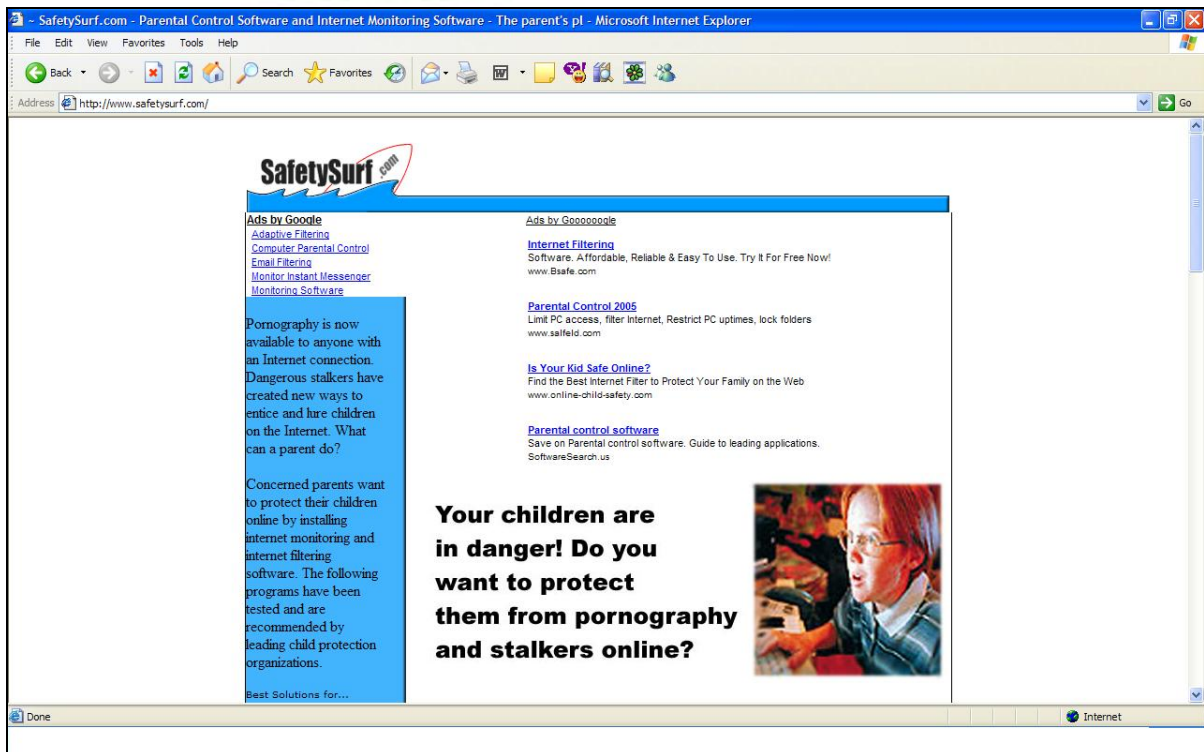 ~ SafetySurf.com - Parental Control Software and Internet Monitoring Software - The parent's pl - Microsoft Internet Explorer
File Edit View Favorites Tools Help
Back Search Favorites
Address http://www.safetysurf.com/ Go
SafetySurf.com
Ads by Google
Adaptive Filtering
Computer Parental Control
Email Filtering
Monitor Instant Messenger
Monitoring Software
Pornography is now
available to anyone with
an Internet connection.
Dangerous stalkers have
created new ways to
entice and lure children
on the Internet. What
can a parent do?
Concerned parents want
to protect their children
online by installing
internet monitoring and
internet filtering
software. The following
programs have been
tested and are
recommended by
leading child protection
organizations.
Best Solutions for...
Ads by Goooooogle
Internet Filtering
Software. Affordable, Reliable & Easy To Use. Try It For Free Now!
www.Bsafe.com
Parental Control 2005
Limit PC access, filter Internet, Restrict PC uptimes, lock folders
www.salfeld.com
Is Your Kid Safe Online?
Find the Best Internet Filter to Protect Your Family on the Web
www.online-child-safety.com
Parental control software
Save on Parental control software. Guide to leading applications.
SoftwareSearch.us
Your children are
in danger! Do you
want to protect
them from pornography
and stalkers online?
Done Internet